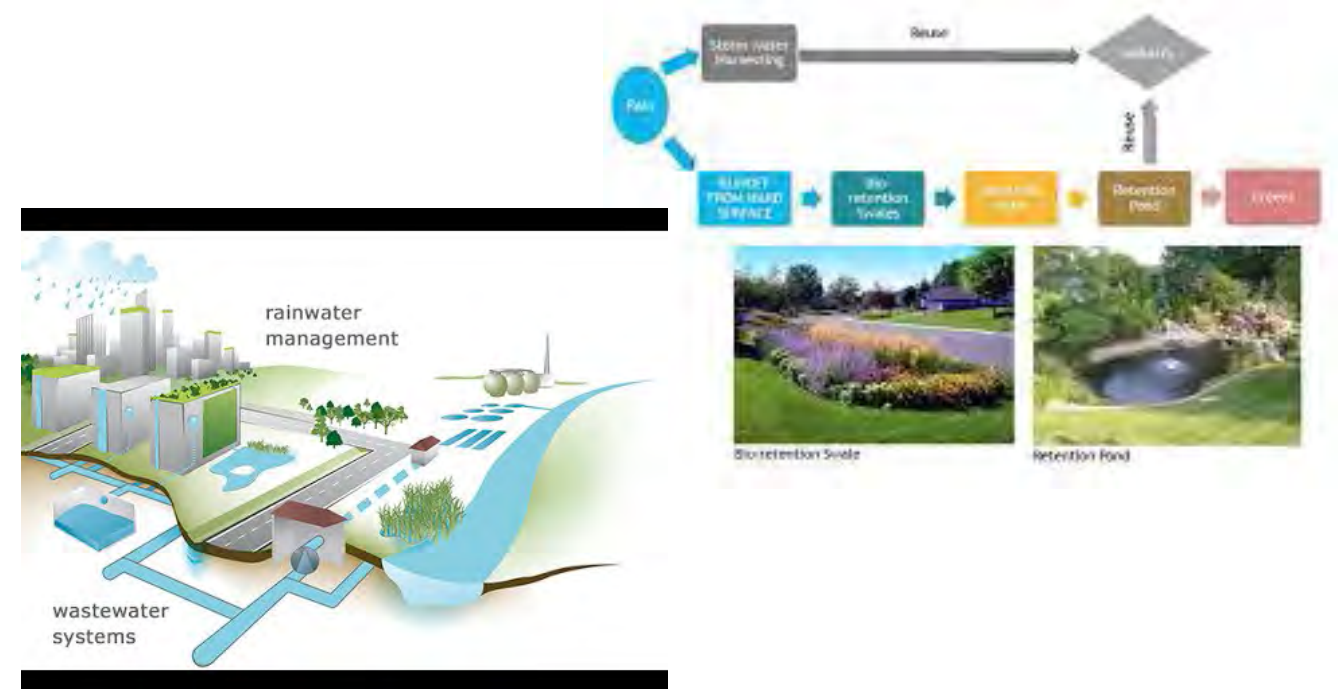 Reuse
Storm water
Harvesting
Rain
Reuse
RUNOFF
FROM HARD
SURFACE
Bio-
retention
Swales
Retention
Pond
rainwater
management
Bio-retention Swale
Retention Pond
wastewater
systems